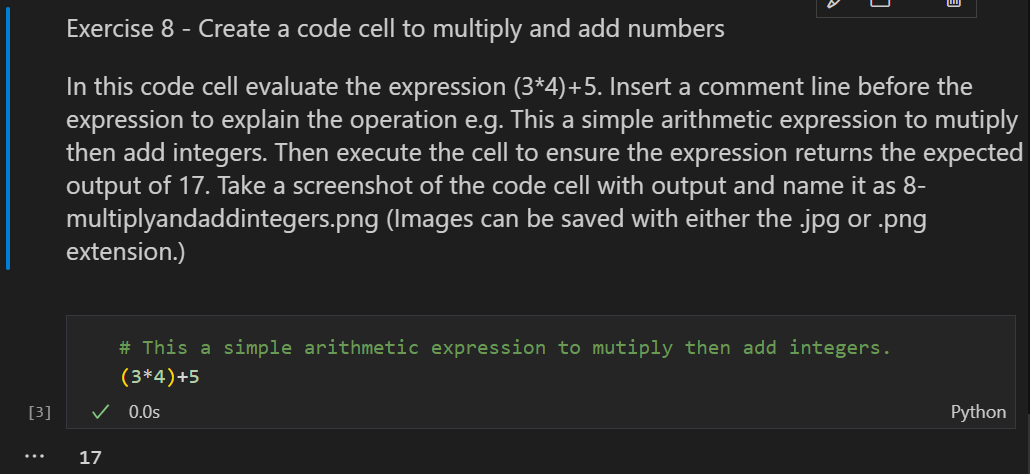 Exercise 8 - Create a code cell to multiply and add numbers
In this code cell evaluate the expression (3*4)+5. Insert a comment line before the
expression to explain the operation e.g. This a simple arithmetic expression to mutiply
then add integers. Then execute the cell to ensure the expression returns the expected
output of 17. Take a screenshot of the code cell with output and name it as 8-
multiplyandaddintegers.png (Images can be saved with either the .jpg or .png
extension.)
# This a simple arithmetic expression to mutiply then add integers.
(3*4)+5
[3] 0.0s Python
... 17